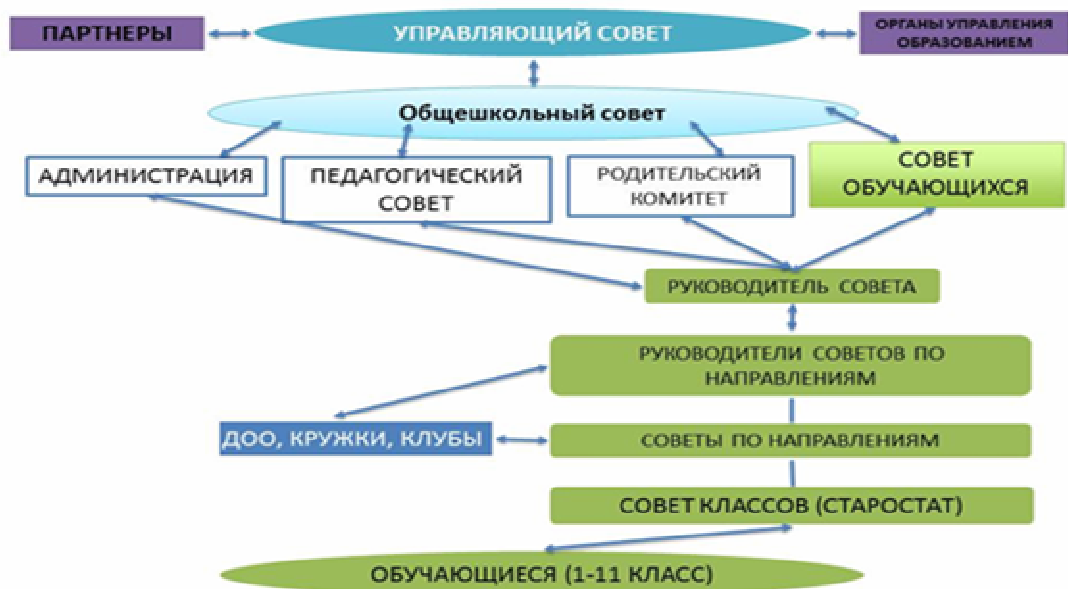 ПАРТНЕРЫ
УПРАВЛЯЮЩИЙ СОВЕТ
ОРГАНЫ УПРАВЛЕНИЯ
ОБРАЗОВАНИЕМ
Общешкольный совет
АДМИНИСТРАЦИЯ
ПЕДАГОГИЧЕСКИЙ
СОВЕТ
РОДИТЕЛЬСКИЙ
КОМИТЕТ
СОВЕТ
ОБУЧАЮЩИХСЯ
РУКОВОДИТЕЛЬ СОВЕТА
РУКОВОДИТЕЛИ СОВЕТОВ ПО
НАПРАВЛЕНИЯМ
ДОО, КРУЖКИ, КЛУБЫ
СОВЕТЫ ПО НАПРАВЛЕНИЯМ
СОВЕТ КЛАССОВ (СТАРОСТАТ)
ОБУЧАЮЩИЕСЯ (1-11 КЛАСС)